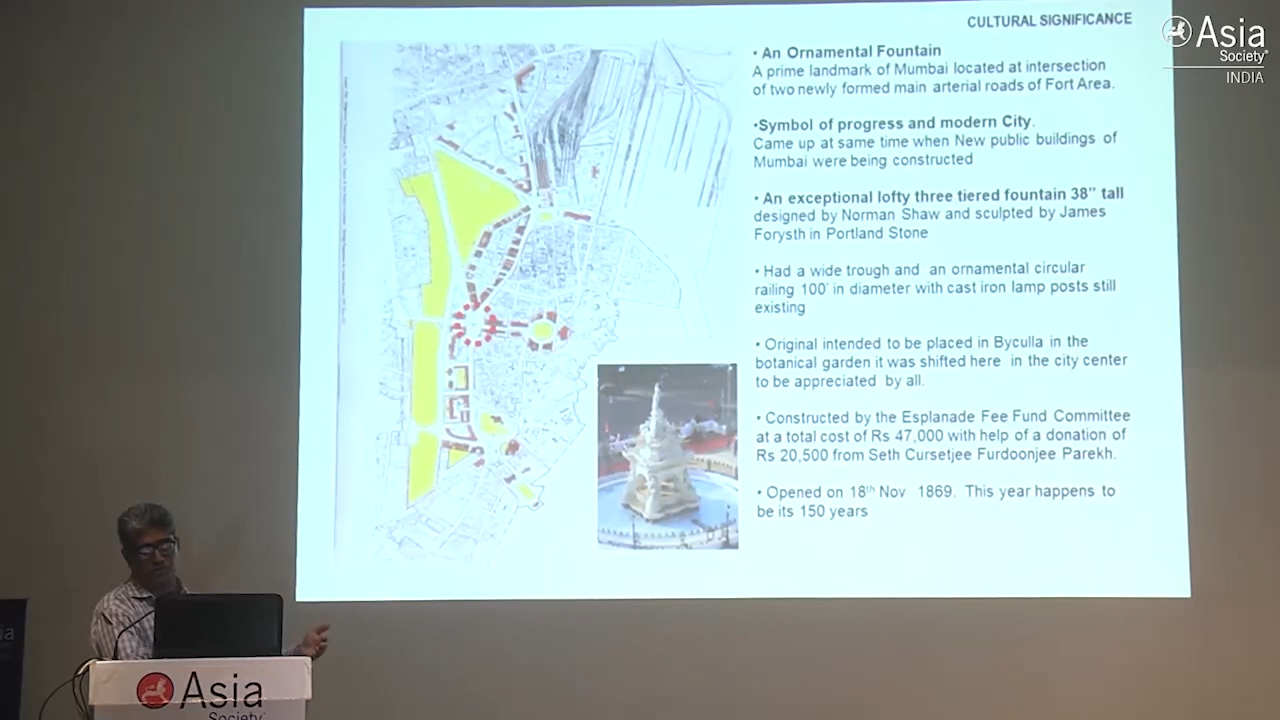 CULTURAL SIGNIFICANCE
• An Ornamental Fountain
A prime landmark of Mumbai located at intersection
of two newly formed main arterial roads of Fort Area.
•Symbol of progress and modern City.
Came up at same time when New public buildings of
Mumbai were being constructed
• An exceptional lofty three tiered fountain 38" tall
designed by Norman Shaw and sculpted by James
Forysth in Portland Stone
• Had a wide trough and an ornamental circular
railing 100' in diameter with cast iron lamp posts still
existing
• Original intended to be placed in Byculla in the
botanical garden it was shifted here in the city center
to be appreciated by all.
• Constructed by the Esplanade Fee Fund Committee
at a total cost of Rs 47,000 with help of a donation of
Rs 20,500 from Seth Cursetjee Furdoonjee Parekh.
• Opened on 18th Nov 1869. This year happens to
be its 150 years
Asia
Society
INDIA
ia
Asia
Society